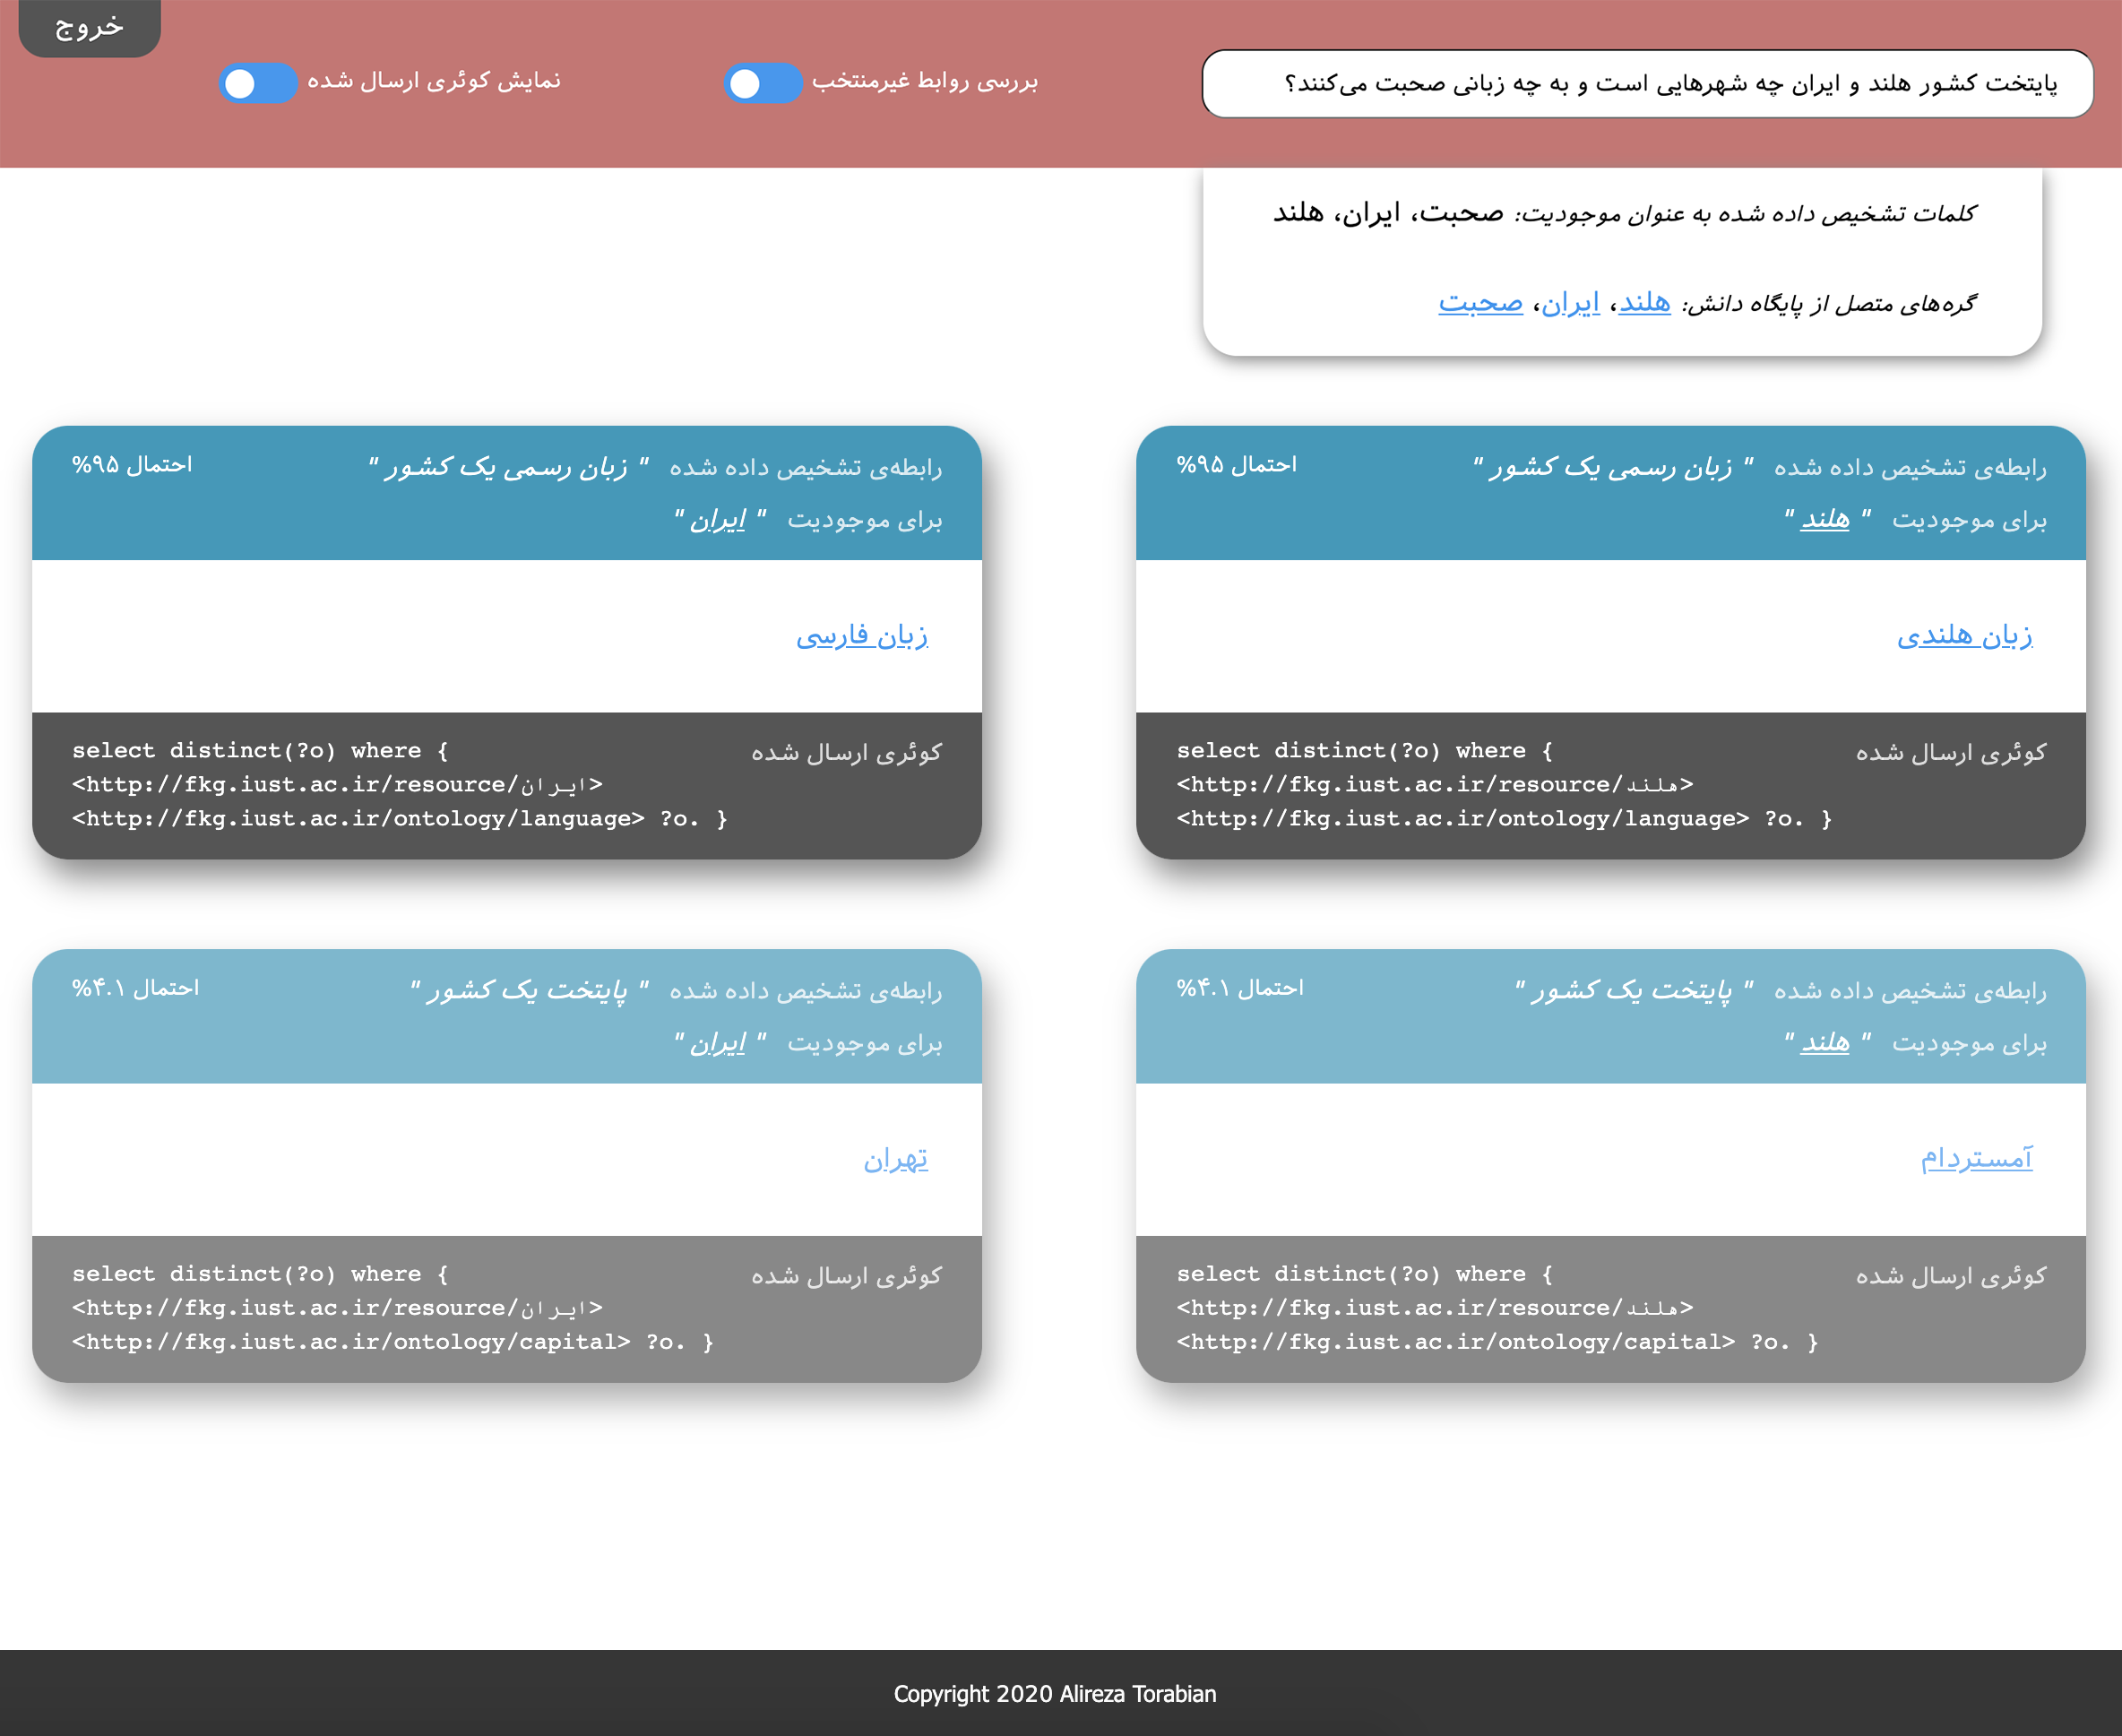 خروج
پایتخت کشور هلند و ایران چه شهرهایی است و به چه زبانی صحبت می‌کنند؟
بررسی روابط غیرمنتخب
نمایش کوئری ارسال شده
کلمات تشخیص داده شده به عنوان موجودیت: صحبت، ایران، هلند
گره‌های متصل از پایگاه دانش: هلند، ایران، صحبت
رابطه‌ی تشخیص داده شده " زبان رسمی یک کشور " احتمال ۹۵%
برای موجودیت " هلند "
زبان هلندی
کوئری ارسال شده
select distinct(?o) where {
<http://fkg.iust.ac.ir/resource/هلند>
<http://fkg.iust.ac.ir/ontology/language> ?o. }
رابطه‌ی تشخیص داده شده " زبان رسمی یک کشور " احتمال ۹۵%
برای موجودیت " ایران "
زبان فارسی
کوئری ارسال شده
select distinct(?o) where {
<http://fkg.iust.ac.ir/resource/ایران>
<http://fkg.iust.ac.ir/ontology/language> ?o. }
رابطه‌ی تشخیص داده شده " پایتخت یک کشور " احتمال ۴.۱%
برای موجودیت " هلند "
آمستردام
کوئری ارسال شده
select distinct(?o) where {
<http://fkg.iust.ac.ir/resource/هلند>
<http://fkg.iust.ac.ir/ontology/capital> ?o. }
رابطه‌ی تشخیص داده شده " پایتخت یک کشور " احتمال ۴.۱%
برای موجودیت " ایران "
تهران
کوئری ارسال شده
select distinct(?o) where {
<http://fkg.iust.ac.ir/resource/ایران>
<http://fkg.iust.ac.ir/ontology/capital> ?o. }
Copyright 2020 Alireza Torabian